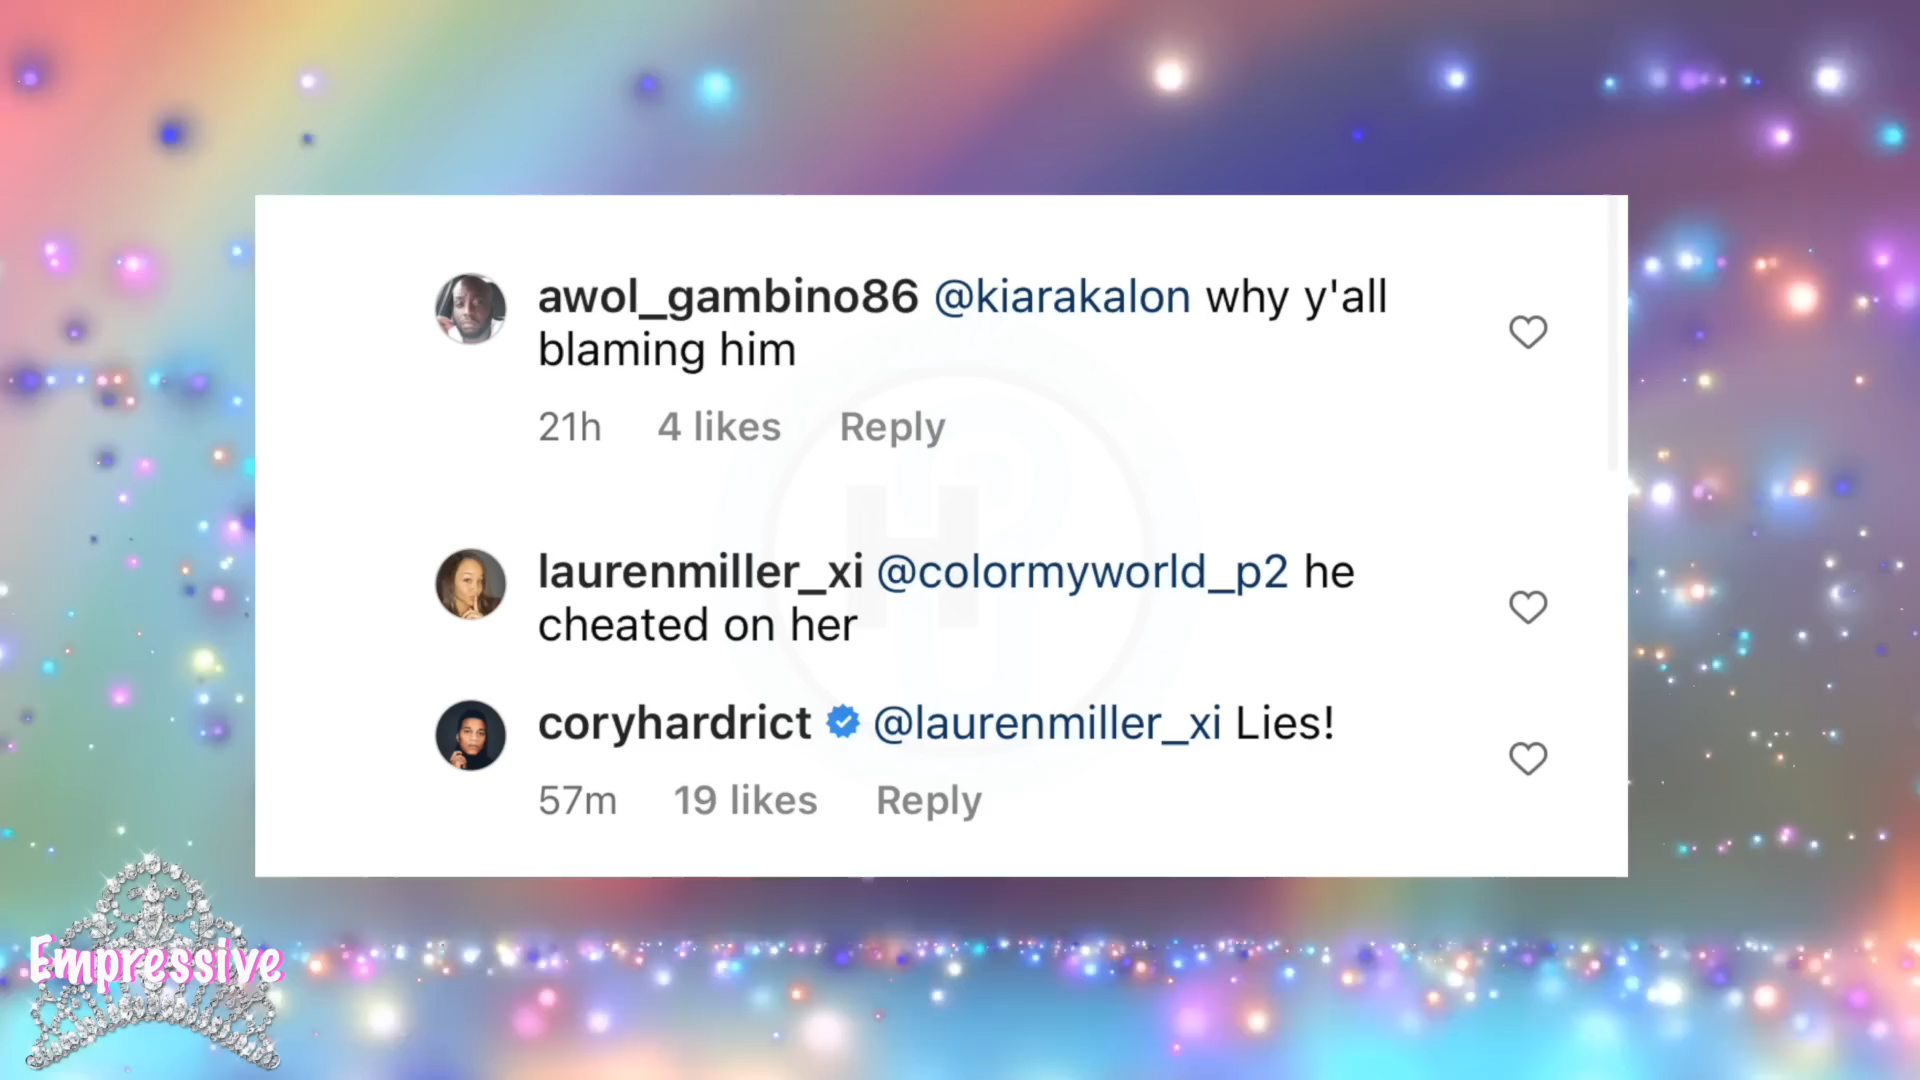 awol_gambino86 @kiarakalon why y'all
blaming him
21h 4 likes Reply
laurenmiller_xi @colormyworld_p2 he
cheated on her
coryhardrict @laurenmiller_xi Lies!
57m 19 likes Reply
Empressive